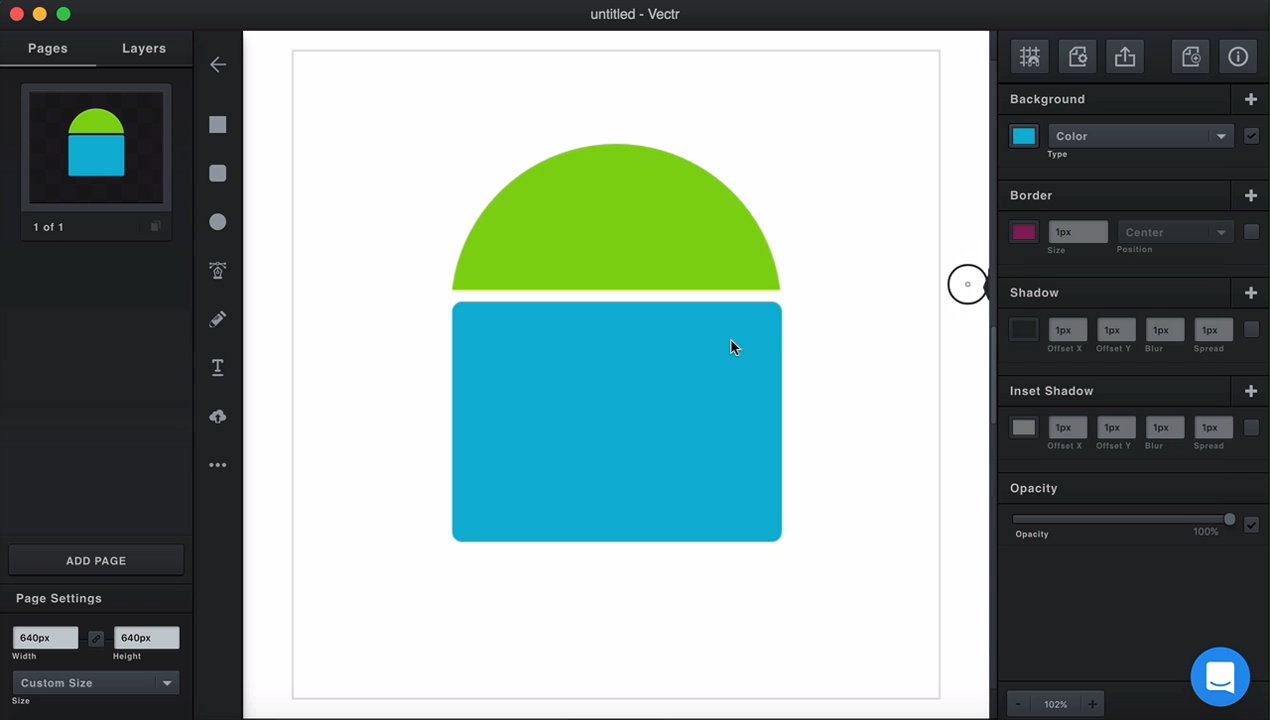 untitled - Vectr
Pages
Layers
1 of 1
ADD PAGE
Page Settings
640px
640px
Width
Height
Custom Size
Size
Background
Color
Type
Border
1px
Center
Size
Position
Shadow
1px
1px
1px
1px
Offset X
Offset Y
Blur
Spread
Inset Shadow
1px
1px
1px
1px
Offset X
Offset Y
Blur
Spread
Opacity
Opacity
100%
- 102% +